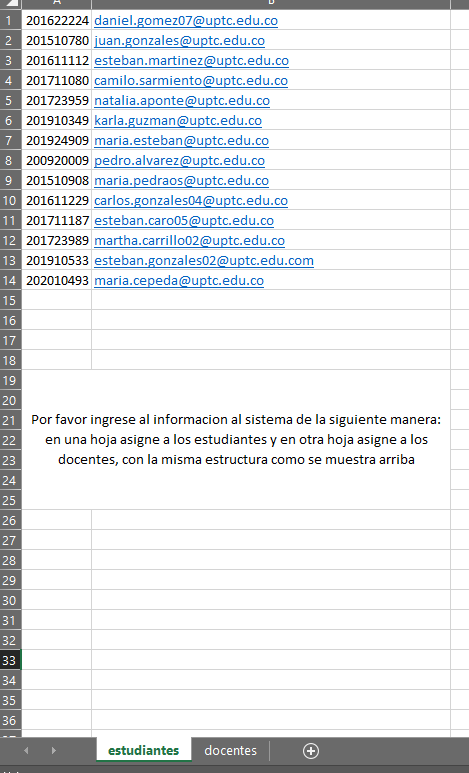 A B
1 201622224 daniel.gomez07@uptc.edu.co
2 201510780 juan.gonzales@uptc.edu.co
3 201611112 esteban.martinez@uptc.edu.co
4 201711080 camilo.sarmiento@uptc.edu.co
5 201723959 natalia.aponte@uptc.edu.co
6 201910349 karla.guzman@uptc.edu.co
7 201924909 maria.esteban@uptc.edu.co
8 200920009 pedro.alvarez@uptc.edu.co
9 201510908 maria.pedraos@uptc.edu.co
10 201611229 carlos.gonzales04@uptc.edu.co
11 201711187 esteban.caro05@uptc.edu.co
12 201723989 martha.carrillo02@uptc.edu.co
13 201910533 esteban.gonzales02@uptc.edu.com
14 202010493 maria.cepeda@uptc.edu.co
15
16
17
18
19
20
21 Por favor ingrese al informacion al sistema de la siguiente manera:
22 en una hoja asigne a los estudiantes y en otra hoja asigne a los
23 docentes, con la misma estructura como se muestra arriba
24
25
26
27
28
29
30
31
32
33
34
35
36
estudiantes docentes